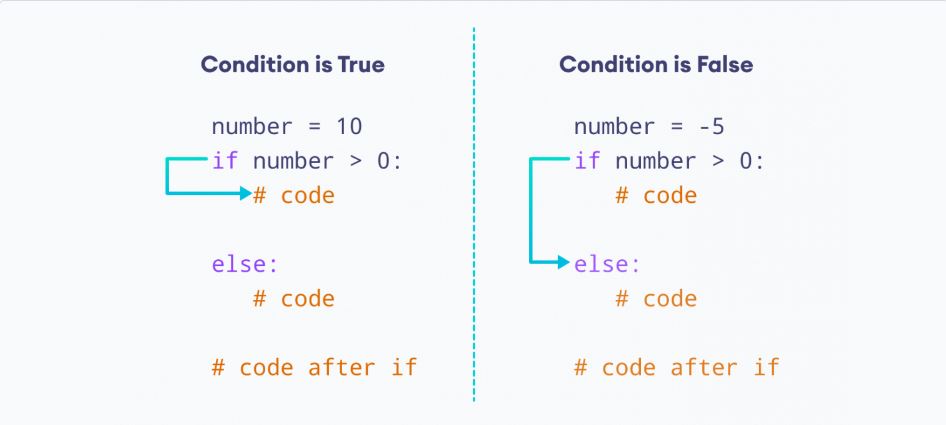 Condition is True
number = 10
if number > 0:
# code
else:
# code
# code after if
Condition is False
number = -5
if number > 0:
# code
else:
# code
# code after if